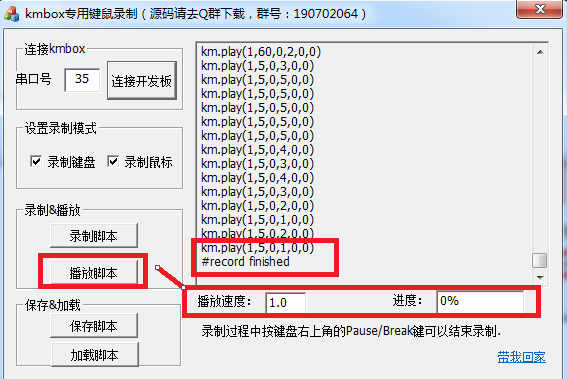 kmbox专用键鼠录制（源码请去Q群下载，群号：190702064）
连接kmbox
串口号 35 连接开发板
设置录制模式
录制键盘 录制鼠标
录制&播放
录制脚本
播放脚本
保存&加载
保存脚本
加载脚本
km.play(1,60,0,2,0,0)
km.play(1,5,0,3,0,0)
km.play(1,5,0,5,0,0)
km.play(1,5,0,5,0,0)
km.play(1,5,0,5,0,0)
km.play(1,5,0,5,0,0)
km.play(1,5,0,4,0,0)
km.play(1,5,0,5,0,0)
km.play(1,5,0,4,0,0)
km.play(1,5,0,4,0,0)
km.play(1,5,0,3,0,0)
km.play(1,5,0,2,0,0)
km.play(1,5,0,1,0,0)
km.play(1,5,0,2,0,0)
km.play(1,5,0,1,0,0)
#record finished
播放速度： 1.0 进度： 0%
录制过程中按键盘右上角的Pause/Break键可以结束录制.
带我回家